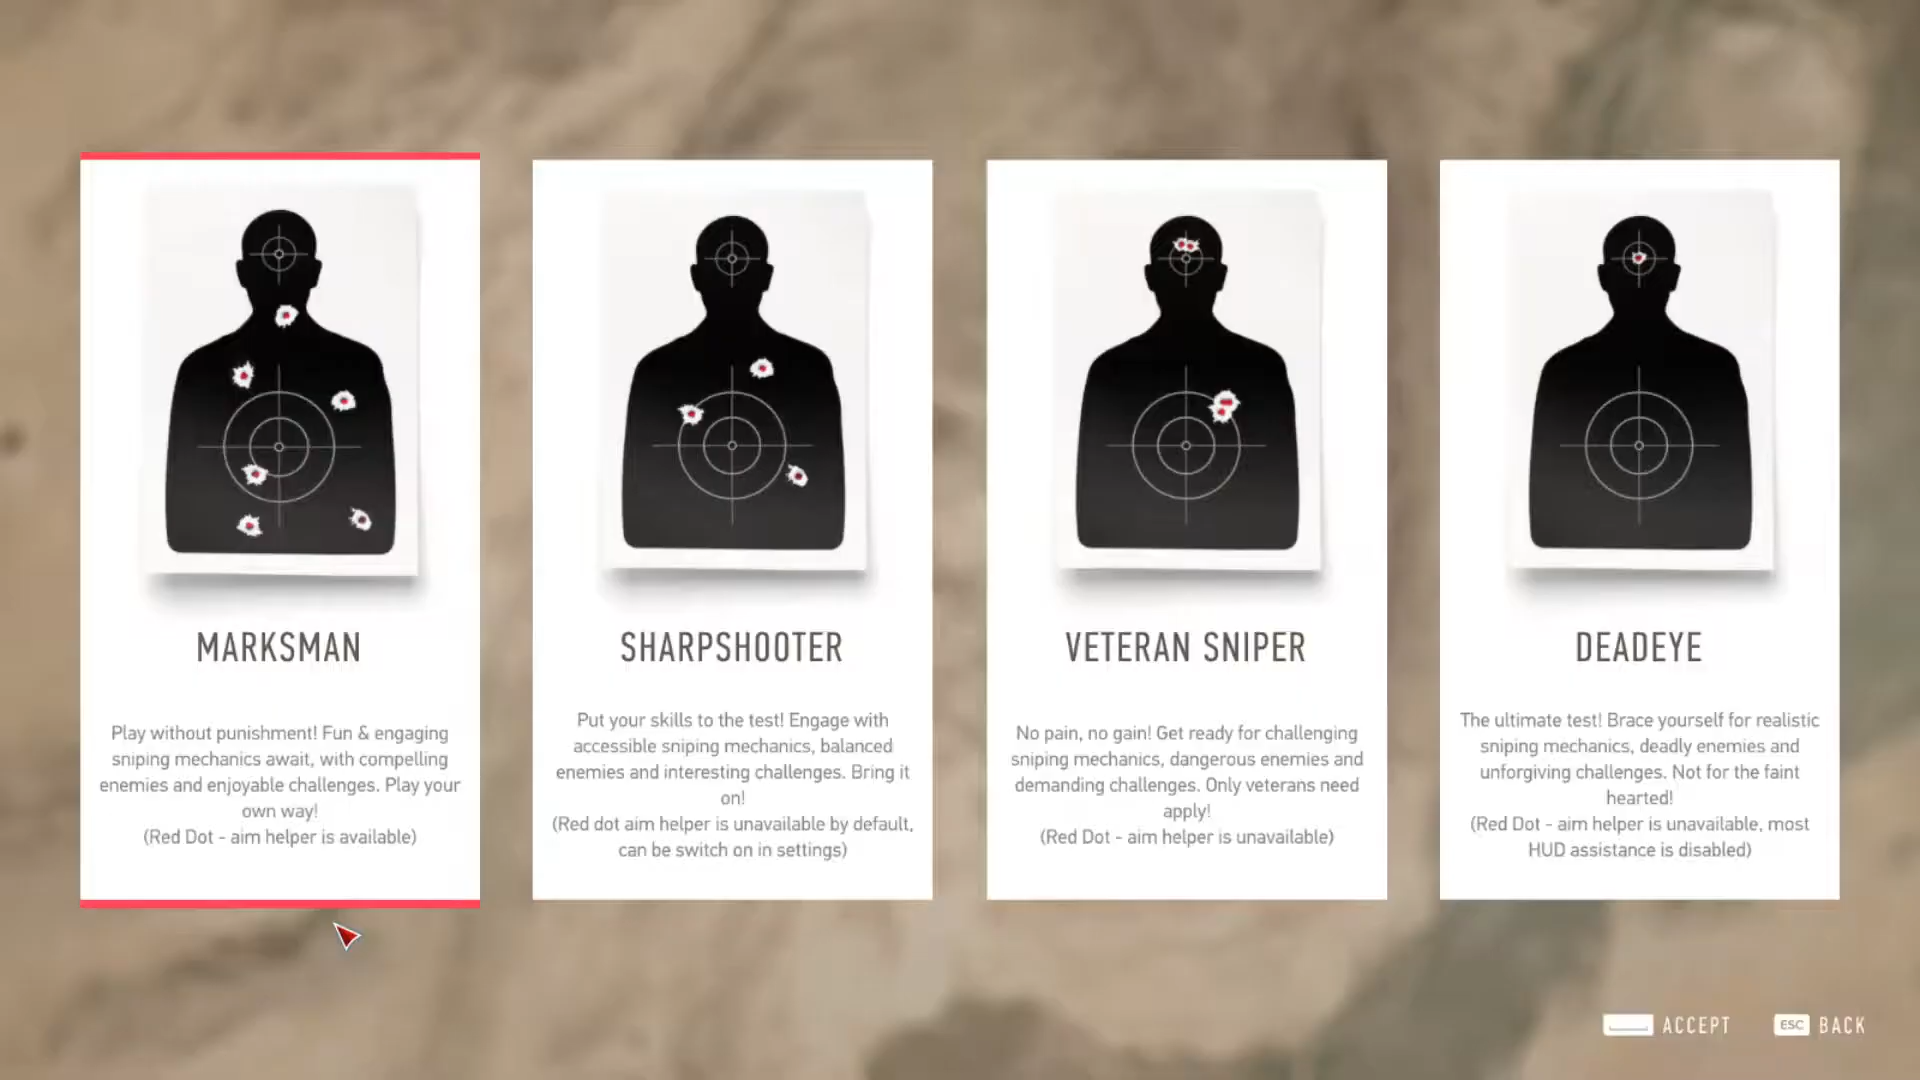 MARKSMAN
Play without punishment! Fun & engaging
sniping mechanics await, with compelling
enemies and enjoyable challenges. Play your
own way!
(Red Dot - aim helper is available)
SHARPSHOOTER
Put your skills to the test! Engage with
accessible sniping mechanics, balanced
enemies and interesting challenges. Bring it
on!
(Red dot aim helper is unavailable by default,
can be switch on in settings)
VETERAN SNIPER
No pain, no gain! Get ready for challenging
sniping mechanics, dangerous enemies and
demanding challenges. Only veterans need
apply!
(Red Dot - aim helper is unavailable)
DEADEYE
The ultimate test! Brace yourself for realistic
sniping mechanics, deadly enemies and
unforgiving challenges. Not for the faint
hearted!
(Red Dot - aim helper is unavailable, most
HUD assistance is disabled)
ACCEPT
ESC BACK